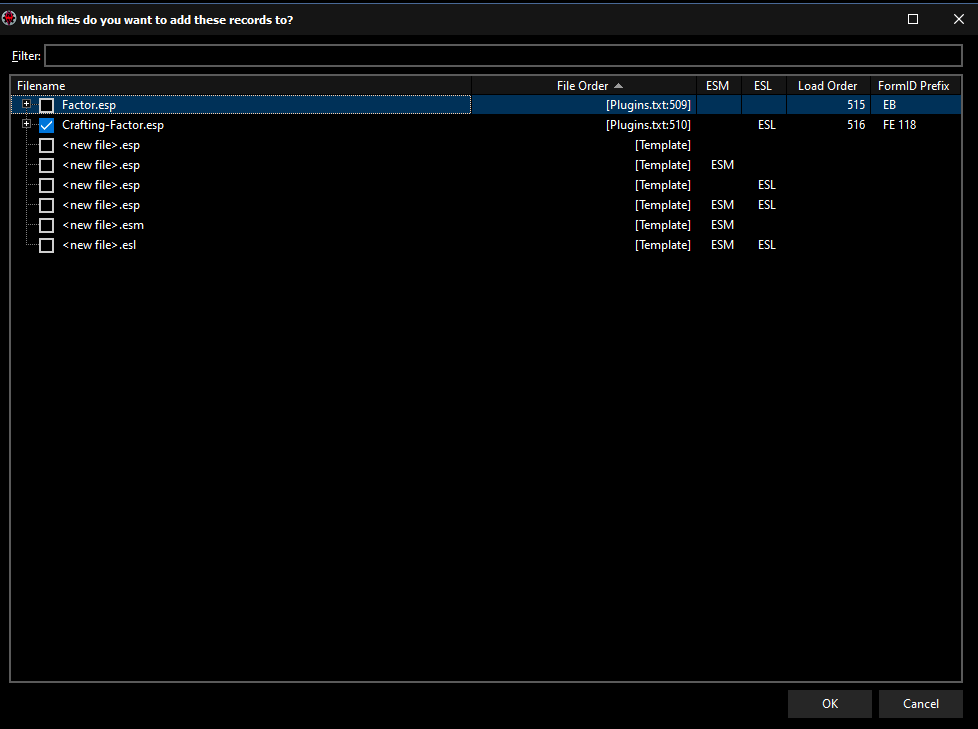 Which files do you want to add these records to?
Filter:
Filename File Order ESM ESL Load Order FormID Prefix
Factor.esp [Plugins.txt:509] 515 EB
Crafting-Factor.esp [Plugins.txt:510] ESL 516 FE 118
<new file>.esp [Template]
<new file>.esp [Template] ESM
<new file>.esp [Template] ESL
<new file>.esp [Template] ESM ESL
<new file>.esm [Template] ESM
<new file>.esl [Template] ESM ESL
OK Cancel